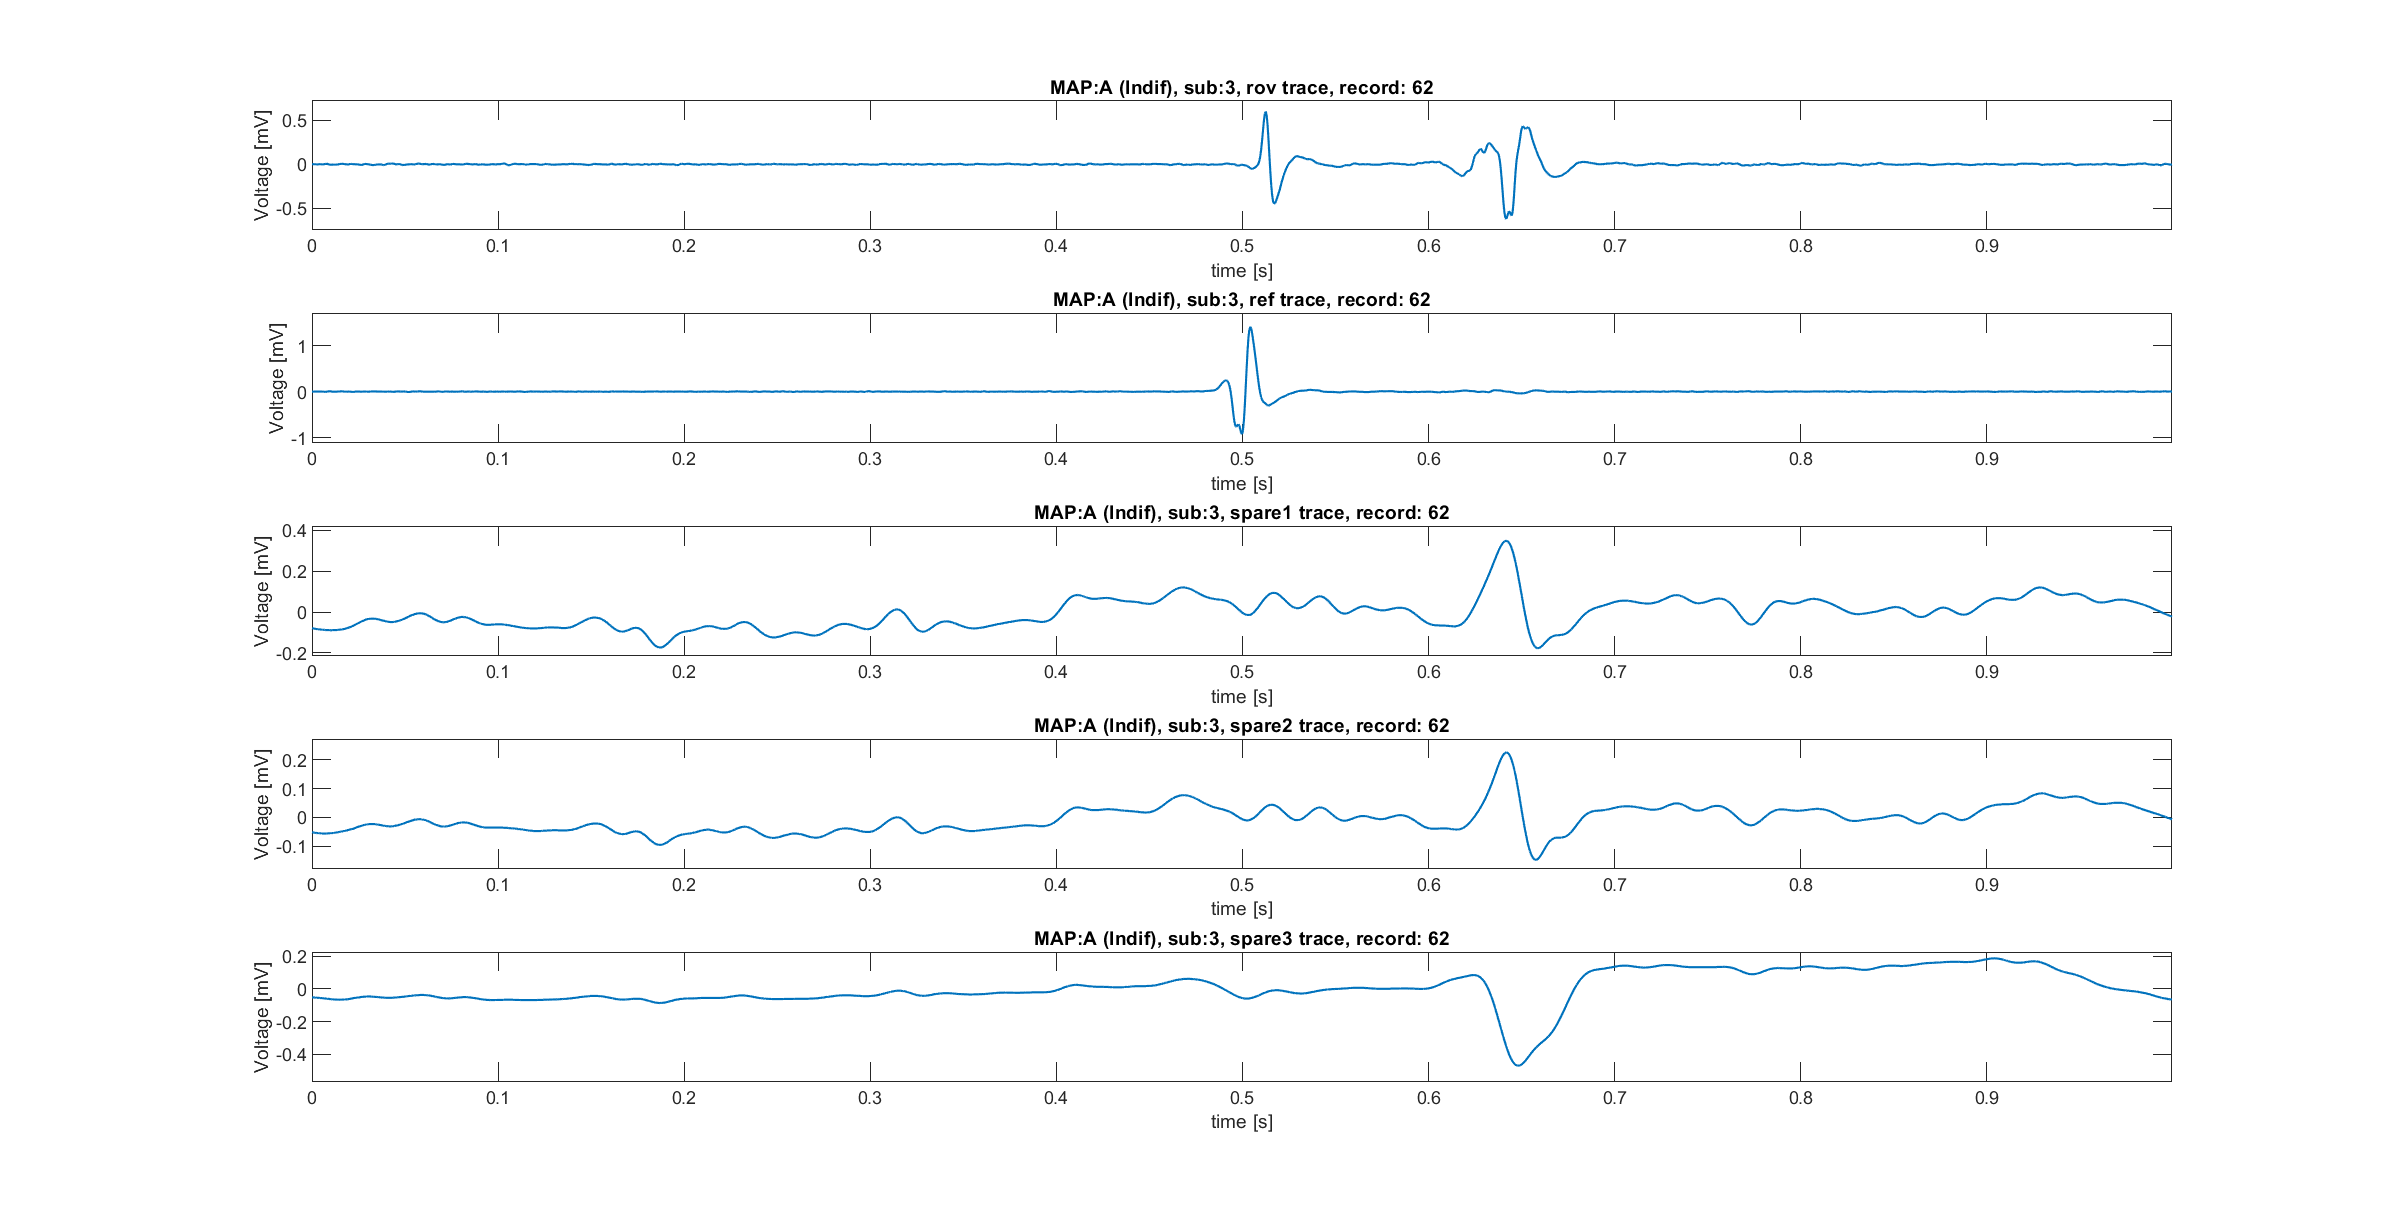 MAP:A (Indif), sub:3, rov trace, record: 62
Voltage [mV]
0.5
0
-0.5
0 0.1 0.2 0.3 0.4 0.5 0.6 0.7 0.8 0.9
time [s]
MAP:A (Indif), sub:3, ref trace, record: 62
Voltage [mV]
1
0
-1
0 0.1 0.2 0.3 0.4 0.5 0.6 0.7 0.8 0.9
time [s]
MAP:A (Indif), sub:3, spare1 trace, record: 62
Voltage [mV]
0.4
0.2
0
-0.2
0 0.1 0.2 0.3 0.4 0.5 0.6 0.7 0.8 0.9
time [s]
MAP:A (Indif), sub:3, spare2 trace, record: 62
Voltage [mV]
0.2
0.1
0
-0.1
0 0.1 0.2 0.3 0.4 0.5 0.6 0.7 0.8 0.9
time [s]
MAP:A (Indif), sub:3, spare3 trace, record: 62
Voltage [mV]
0.2
0
-0.2
-0.4
0 0.1 0.2 0.3 0.4 0.5 0.6 0.7 0.8 0.9
time [s]